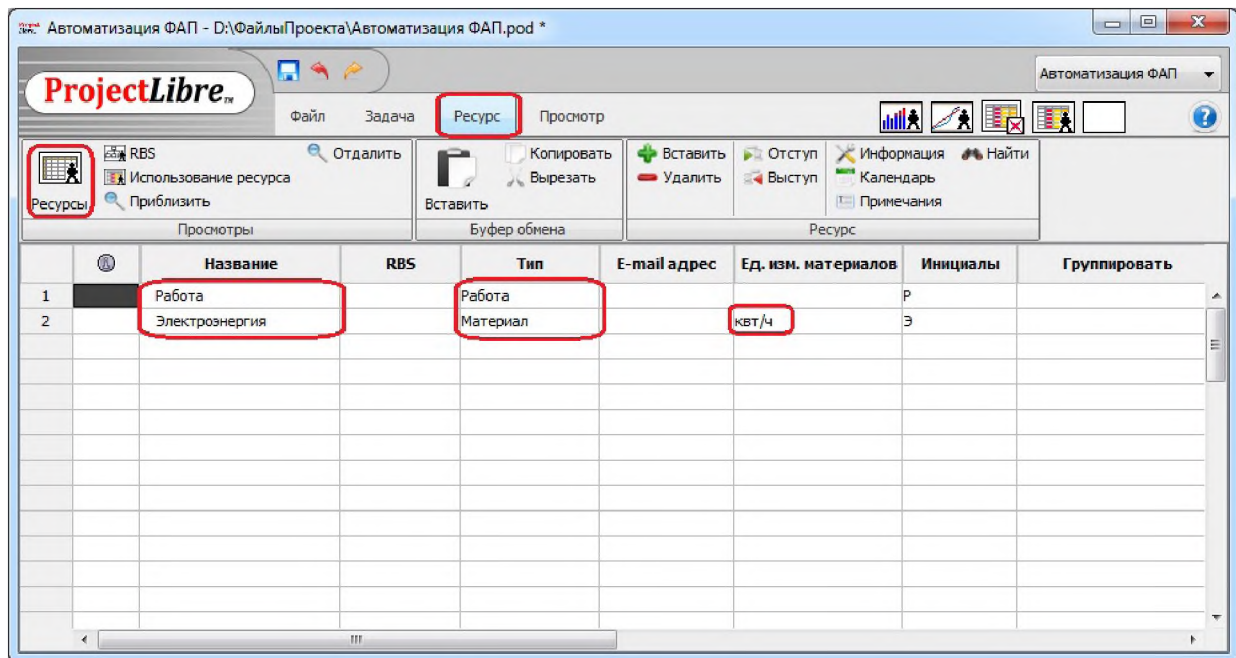 Автоматизация ФАП - D:\ФайлыПроекта\Автоматизация ФАП.pod *
ProjectLibre™
Автоматизация ФАП
Файл Задача Ресурс Просмотр
Ресурсы
RBS
Использование ресурса
Приблизить
Отдалить
Просмотры
Вставить
Копировать
Вырезать
Буфер обмена
Вставить
Удалить
Отступ
Выступ
Информация
Календарь
Примечания
Найти
Ресурс
Название RBS Тип E-mail адрес Ед. изм. материалов Инициалы Группировать
1 Работа Работа Р
2 Электроэнергия Материал квт/ч Э